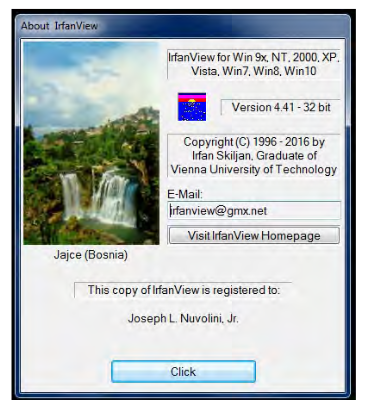 About IrfanView
IrfanView for Win 9x, NT, 2000, XP,
Vista, Win7, Win8, Win10
Version 4.41 - 32 bit
Copyright (C) 1996 - 2016 by
Irfan Skiljan, Graduate of
Vienna University of Technology
E-Mail:
irfanview@gmx.net
Visit IrfanView Homepage
Jajce (Bosnia)
This copy of IrfanView is registered to:
Joseph L. Nuvolini, Jr.
Click